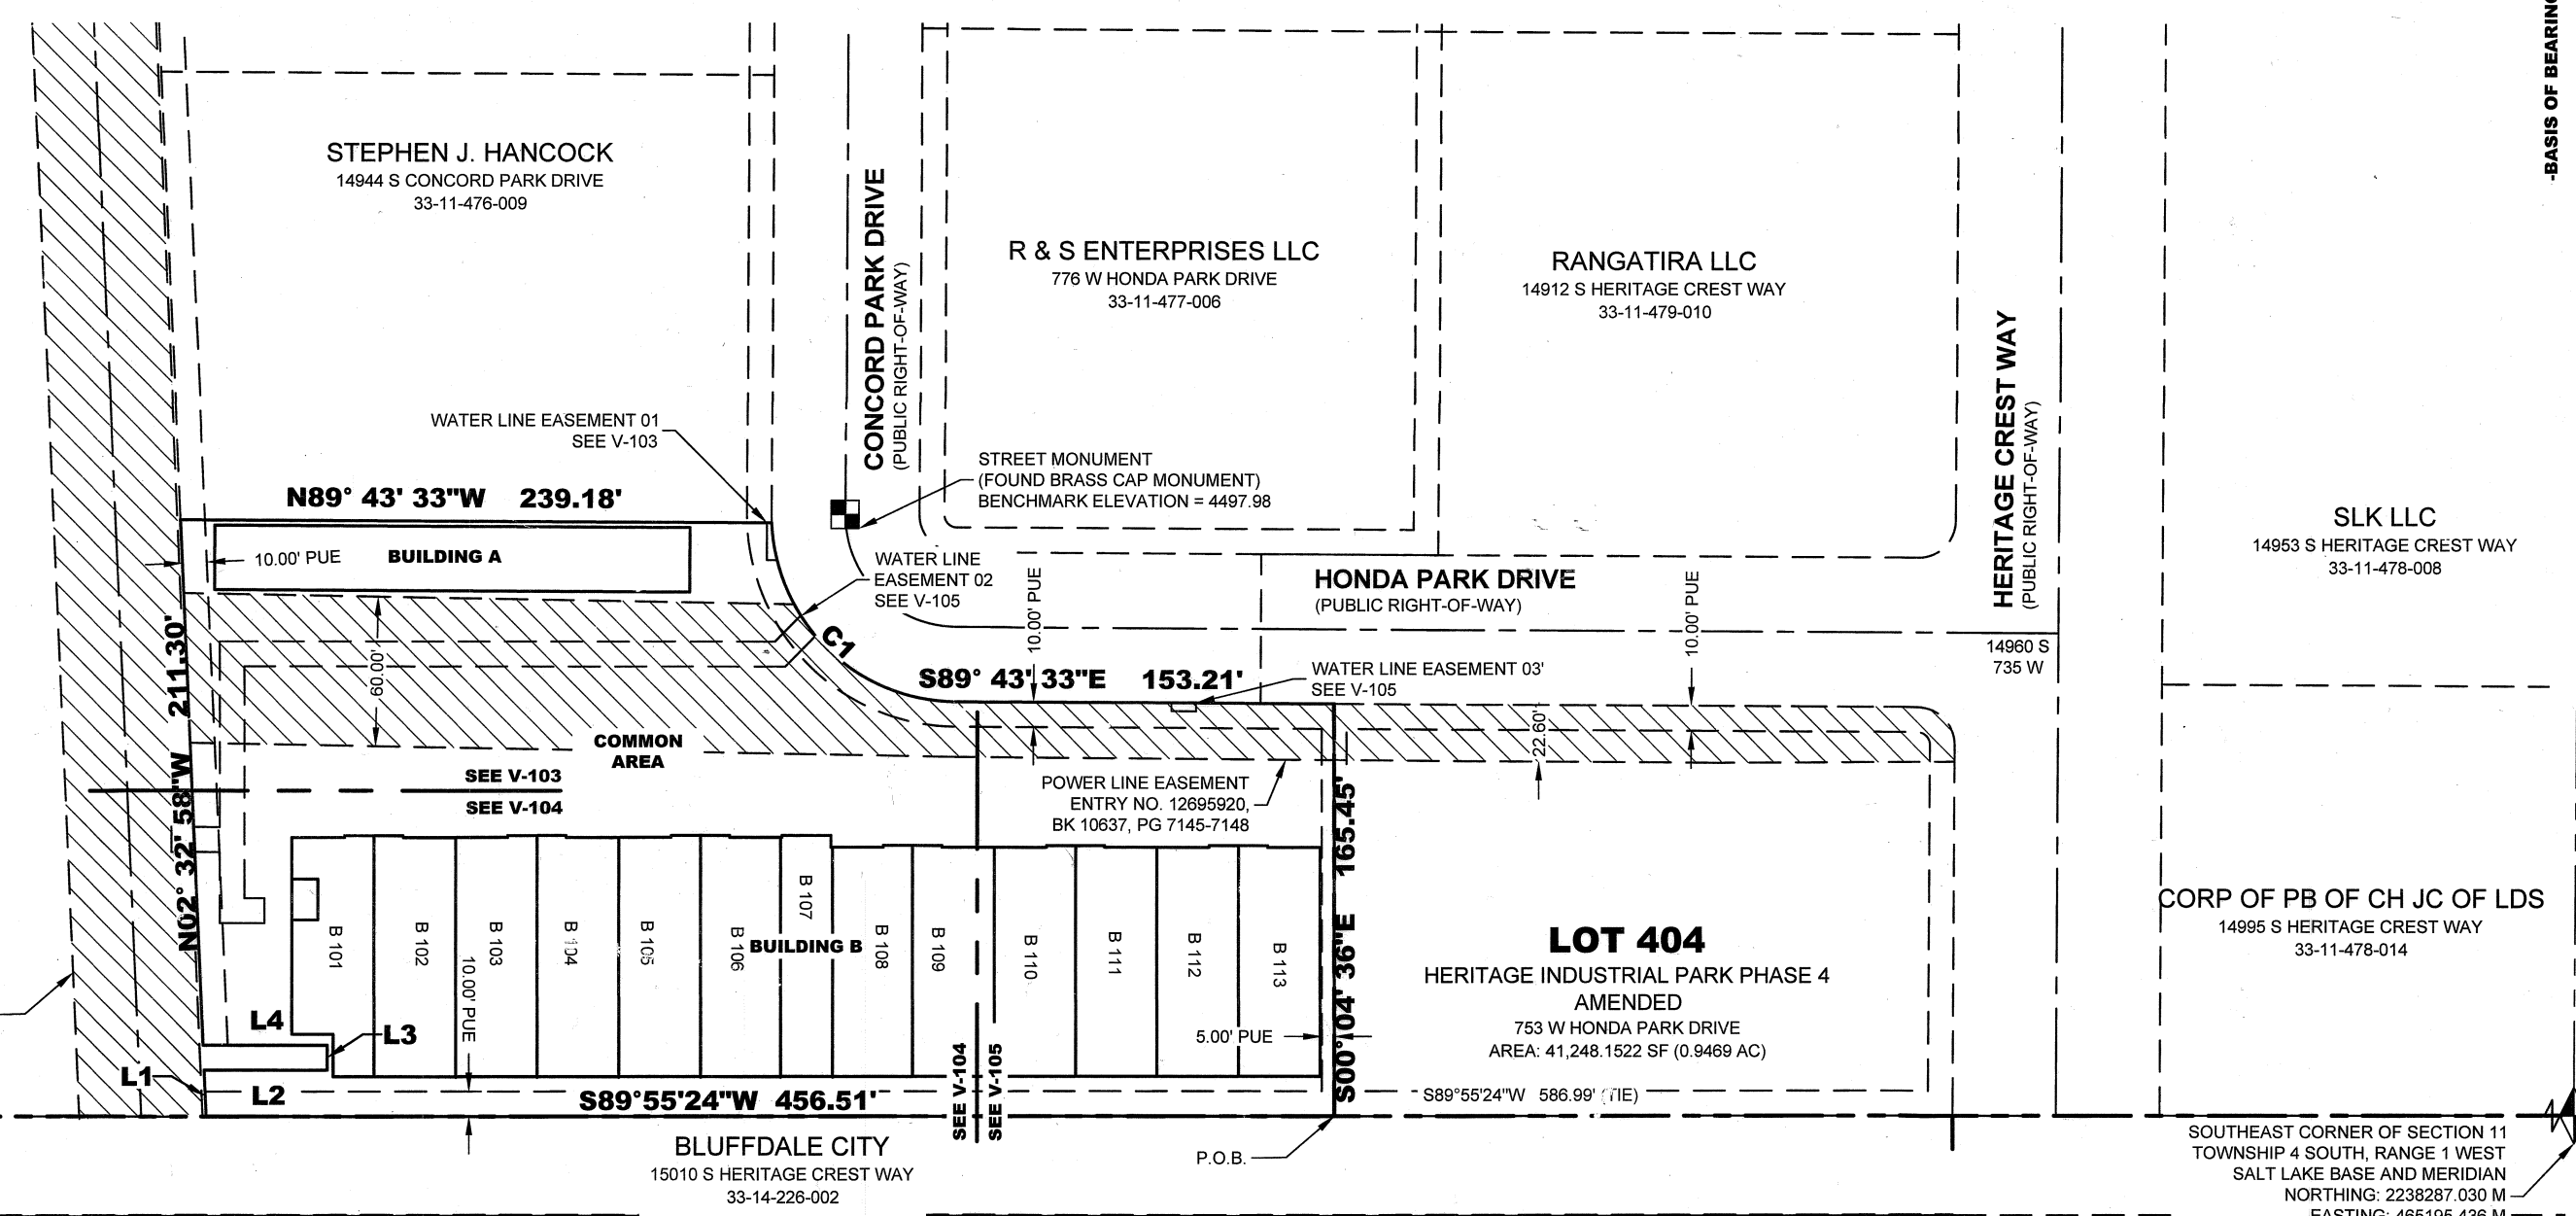 -BASIS OF BEARING
STEPHEN J. HANCOCK
14944 S CONCORD PARK DRIVE
33-11-476-009
CONCORD PARK DRIVE
(PUBLIC RIGHT-OF-WAY)
R & S ENTERPRISES LLC
776 W HONDA PARK DRIVE
33-11-477-006
RANGATIRA LLC
14912 S HERITAGE CREST WAY
33-11-479-010
HERITAGE CREST WAY
(PUBLIC RIGHT-OF-WAY)
SLK LLC
14953 S HERITAGE CREST WAY
33-11-478-008
WATER LINE EASEMENT 01
SEE V-103
STREET MONUMENT
(FOUND BRASS CAP MONUMENT)
BENCHMARK ELEVATION = 4497.98
N89° 43' 33"W 239.18'
10.00' PUE
BUILDING A
WATER LINE
EASEMENT 02
SEE V-105
10.00' PUE
HONDA PARK DRIVE
(PUBLIC RIGHT-OF-WAY)
10.00' PUE
14960 S
735 W
C1
60.00'
S89° 43' 33"E 153.21'
WATER LINE EASEMENT 03'
SEE V-105
22.60'
N02° 32' 58"W 211.30'
COMMON
AREA
SEE V-103
SEE V-104
POWER LINE EASEMENT
ENTRY NO. 12695920,
BK 10637, PG 7145-7148
S00° 04' 36"E 165.45'
B 101
B 102
B 103
B 104
B 105
B 106
B 107
BUILDING B
B 108
B 109
B 110
B 111
B 112
B 113
10.00' PUE
LOT 404
HERITAGE INDUSTRIAL PARK PHASE 4
AMENDED
753 W HONDA PARK DRIVE
AREA: 41,248.1522 SF (0.9469 AC)
CORP OF PB OF CH JC OF LDS
14995 S HERITAGE CREST WAY
33-11-478-014
L4
L3
L1
L2
5.00' PUE
SEE V-104
SEE V-105
S89°55'24"W 456.51'
S89°55'24"W 586.99' (TIE)
BLUFFDALE CITY
15010 S HERITAGE CREST WAY
33-14-226-002
P.O.B.
SOUTHEAST CORNER OF SECTION 11
TOWNSHIP 4 SOUTH, RANGE 1 WEST
SALT LAKE BASE AND MERIDIAN
NORTHING: 2238287.030 M
EASTING: 465195.436 M